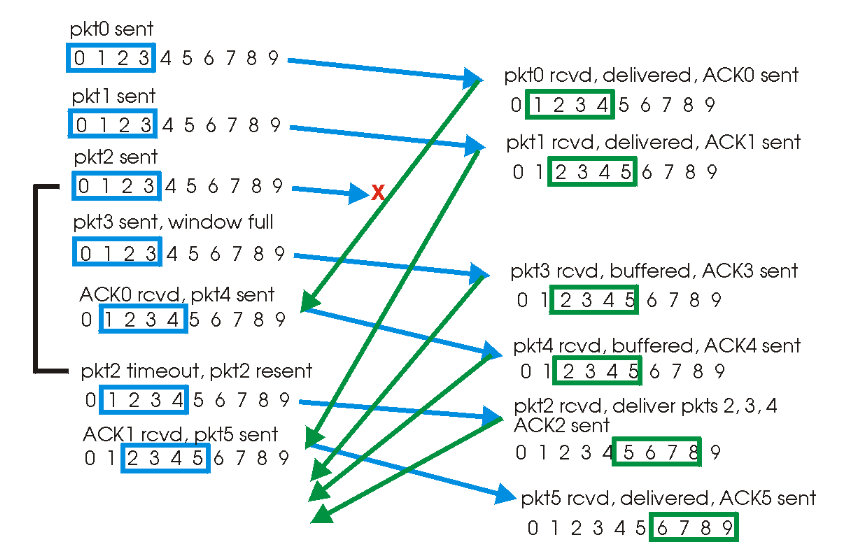 pkt0 sent
0 1 2 3 4 5 6 7 8 9
pkt1 sent
0 1 2 3 4 5 6 7 8 9
pkt2 sent
0 1 2 3 4 5 6 7 8 9
X
pkt3 sent, window full
0 1 2 3 4 5 6 7 8 9
ACK0 rcvd, pkt4 sent
0 1 2 3 4 5 6 7 8 9
pkt2 timeout, pkt2 resent
0 1 2 3 4 5 6 7 8 9
ACK1 rcvd, pkt5 sent
0 1 2 3 4 5 6 7 8 9
pkt0 rcvd, delivered, ACK0 sent
0 1 2 3 4 5 6 7 8 9
pkt1 rcvd, delivered, ACK1 sent
0 1 2 3 4 5 6 7 8 9
pkt3 rcvd, buffered, ACK3 sent
0 1 2 3 4 5 6 7 8 9
pkt4 rcvd, buffered, ACK4 sent
0 1 2 3 4 5 6 7 8 9
pkt2 rcvd, deliver pkts 2, 3, 4
ACK2 sent
0 1 2 3 4 5 6 7 8 9
pkt5 rcvd, delivered, ACK5 sent
0 1 2 3 4 5 6 7 8 9